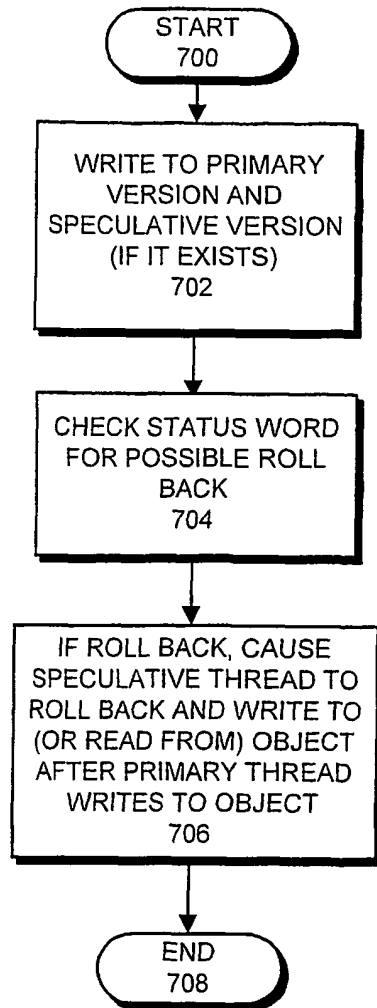 START
700
WRITE TO PRIMARY
VERSION AND
SPECULATIVE VERSION
(IF IT EXISTS)
702
CHECK STATUS WORD
FOR POSSIBLE ROLL
BACK
704
IF ROLL BACK, CAUSE
SPECULATIVE THREAD TO
ROLL BACK AND WRITE TO
(OR READ FROM) OBJECT
AFTER PRIMARY THREAD
WRITES TO OBJECT
706
END
708